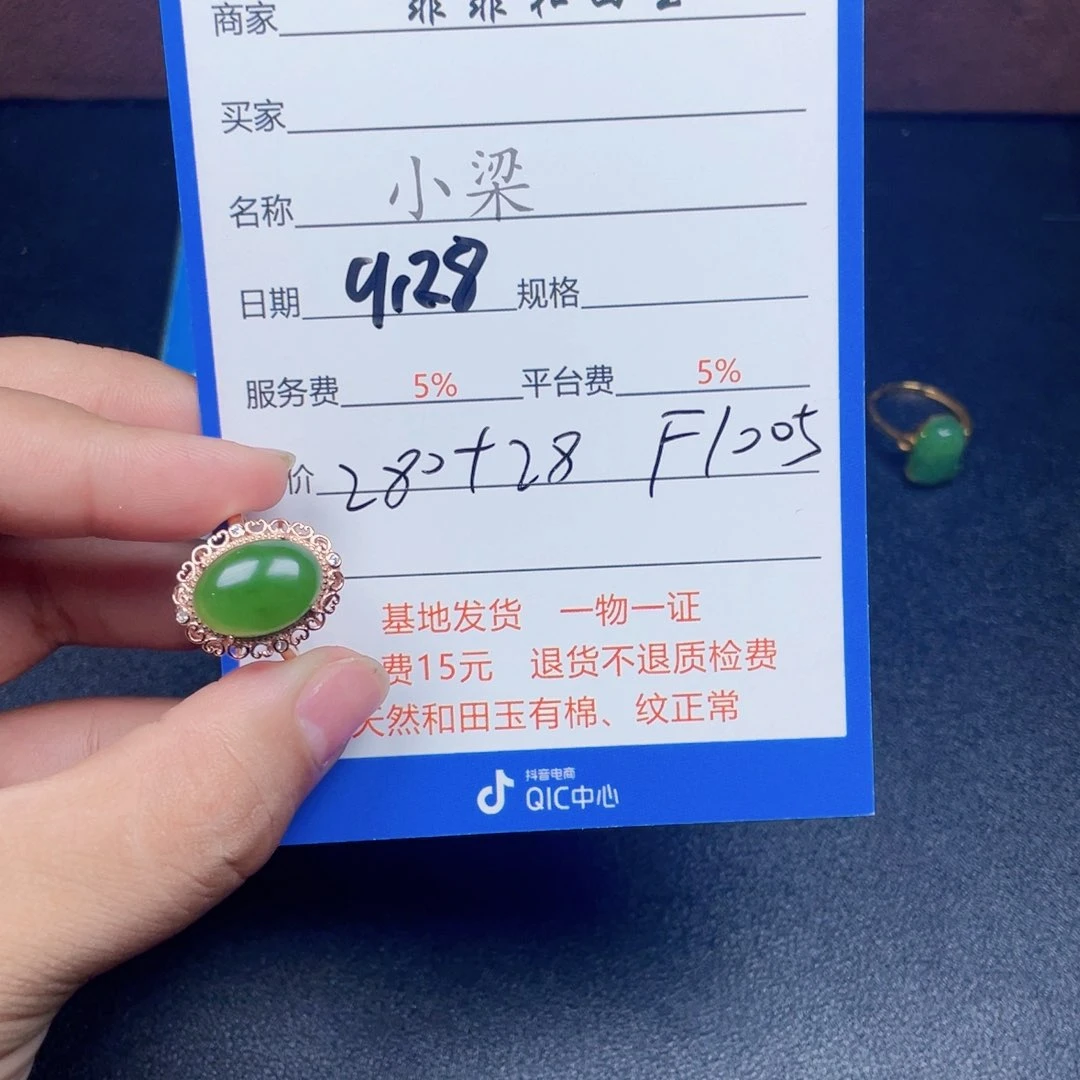 商家
买家
名称 小梁
日期 9.28 规格
服务费 5% 平台费 5%
价 280+28 F1005
基地发货 一物一证
费15元 退货不退质检费
天然和田玉有棉、纹正常
抖音电商
QIC中心